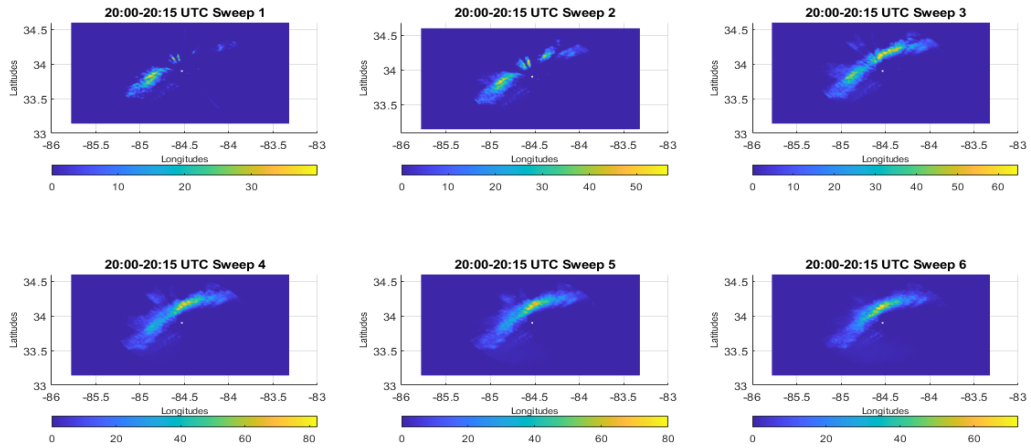 20:00-20:15 UTC Sweep 1
34.5
34
33.5
33
Latitudes
-86 -85.5 -85 -84.5 -84 -83.5 -83
Longitudes
0 10 20 30
20:00-20:15 UTC Sweep 2
34.5
34
33.5
33
Latitudes
-86 -85.5 -85 -84.5 -84 -83.5 -83
Longitudes
0 10 20 30 40 50
20:00-20:15 UTC Sweep 3
34.5
34
33.5
33
Latitudes
-86 -85.5 -85 -84.5 -84 -83.5 -83
Longitudes
0 10 20 30 40 50 60
20:00-20:15 UTC Sweep 4
34.5
34
33.5
33
Latitudes
-86 -85.5 -85 -84.5 -84 -83.5 -83
Longitudes
0 20 40 60 80
20:00-20:15 UTC Sweep 5
34.5
34
33.5
33
Latitudes
-86 -85.5 -85 -84.5 -84 -83.5 -83
Longitudes
0 20 40 60 80
20:00-20:15 UTC Sweep 6
34.5
34
33.5
33
Latitudes
-86 -85.5 -85 -84.5 -84 -83.5 -83
Longitudes
0 20 40 60